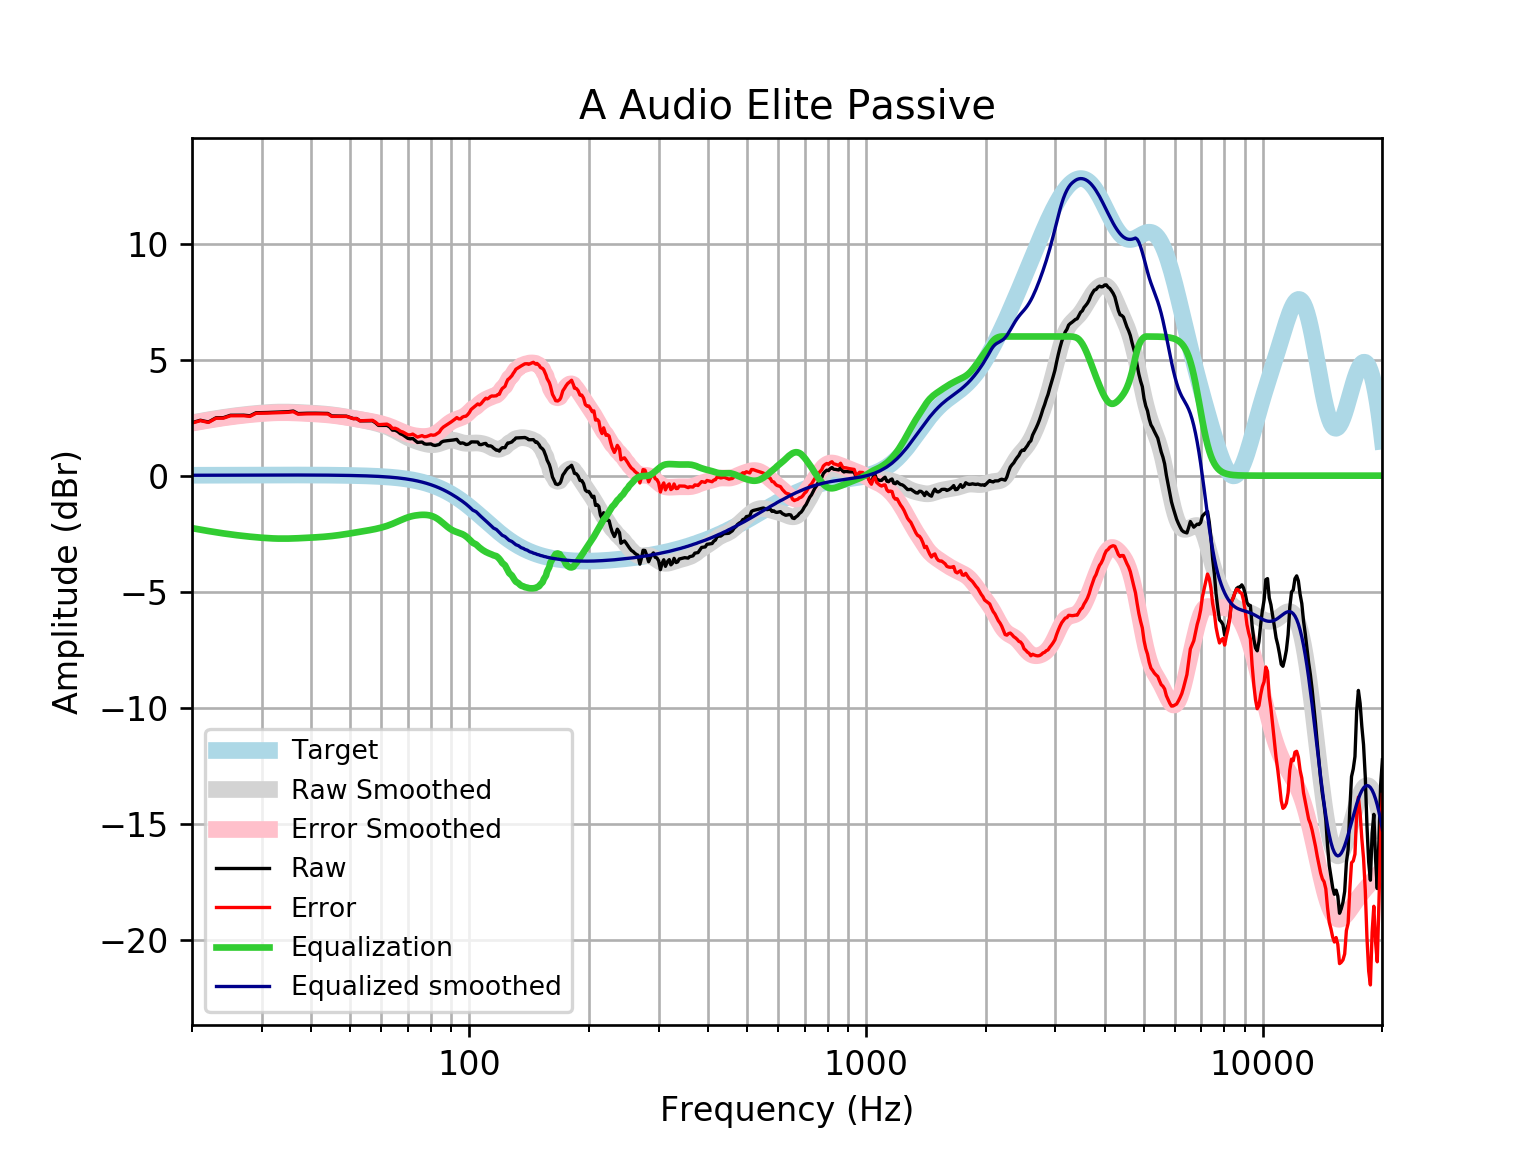 A Audio Elite Passive
Amplitude (dBr)
10
5
0
−5
−10
−15
−20
Target
Raw Smoothed
Error Smoothed
Raw
Error
Equalization
Equalized smoothed
100
1000
10000
Frequency (Hz)